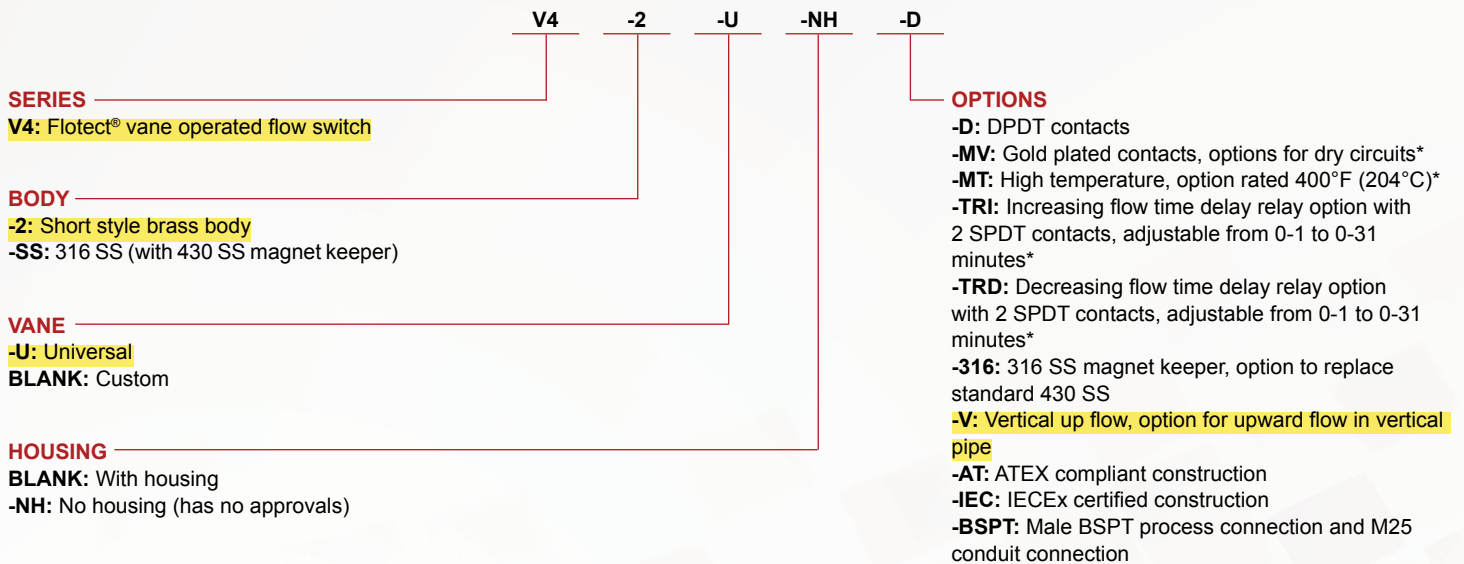 V4 -2 -U -NH -D
SERIES
V4: Flotect® vane operated flow switch
BODY
-2: Short style brass body
-SS: 316 SS (with 430 SS magnet keeper)
VANE
-U: Universal
BLANK: Custom
HOUSING
BLANK: With housing
-NH: No housing (has no approvals)
OPTIONS
-D: DPDT contacts
-MV: Gold plated contacts, options for dry circuits*
-MT: High temperature, option rated 400°F (204°C)*
-TRI: Increasing flow time delay relay option with
2 SPDT contacts, adjustable from 0-1 to 0-31
minutes*
-TRD: Decreasing flow time delay relay option
with 2 SPDT contacts, adjustable from 0-1 to 0-31
minutes*
-316: 316 SS magnet keeper, option to replace
standard 430 SS
-V: Vertical up flow, option for upward flow in vertical
pipe
-AT: ATEX compliant construction
-IEC: IECEx certified construction
-BSPT: Male BSPT process connection and M25
conduit connection